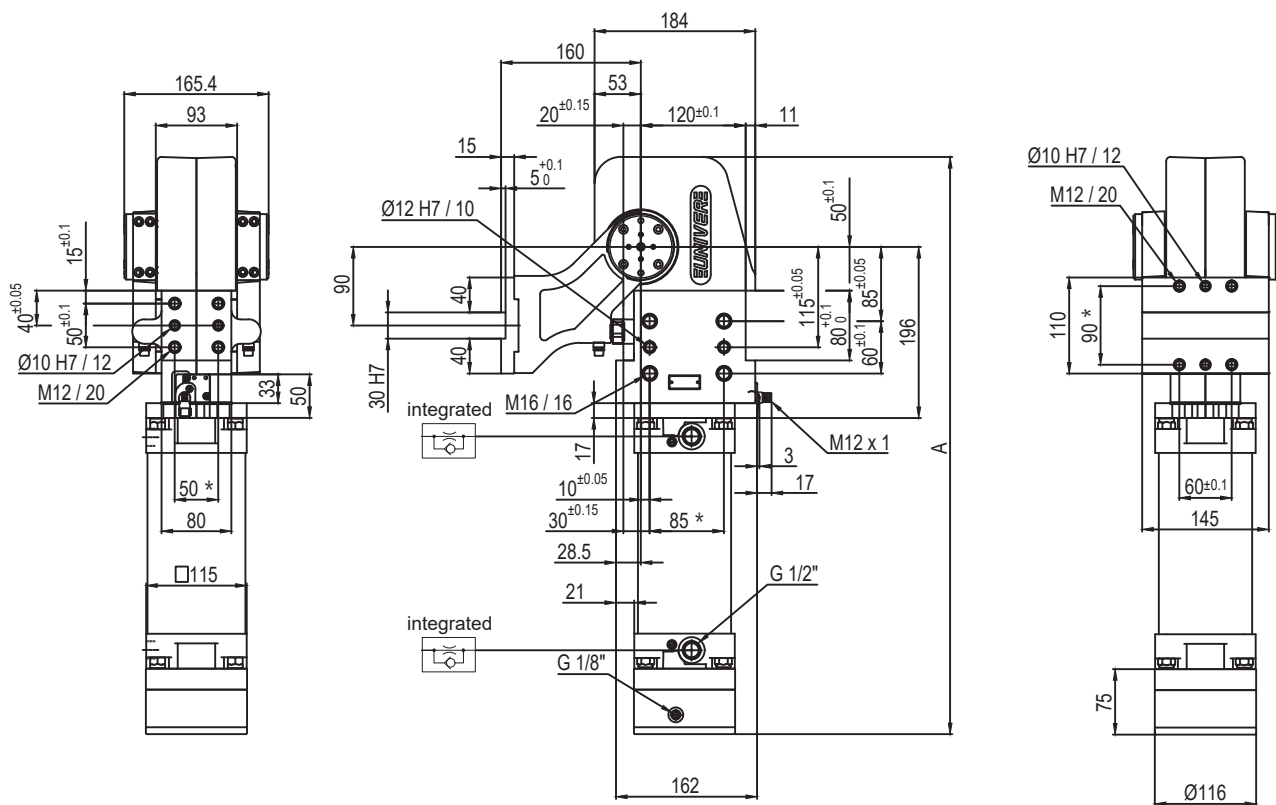 165.4
93
15±0.1
40±0.05
50±0.1
Ø10 H7 / 12
M12 / 20
33
50
50 *
80
□115
184
160
53
20±0.15
120±0.1
11
15
5 +0.1 0
Ø12 H7 / 10
UNIVER
50±0.1
90
40
30 H7
40
115±0.05
85±0.05
80 +0.1 0
60±0.1
196
M16 / 16
integrated
17
M12 x 1
3
17
10±0.05
30±0.15
85 *
28.5
21
G 1/2"
integrated
G 1/8"
A
162
Ø10 H7 / 12
M12 / 20
110
90 *
60±0.1
145
75
Ø116